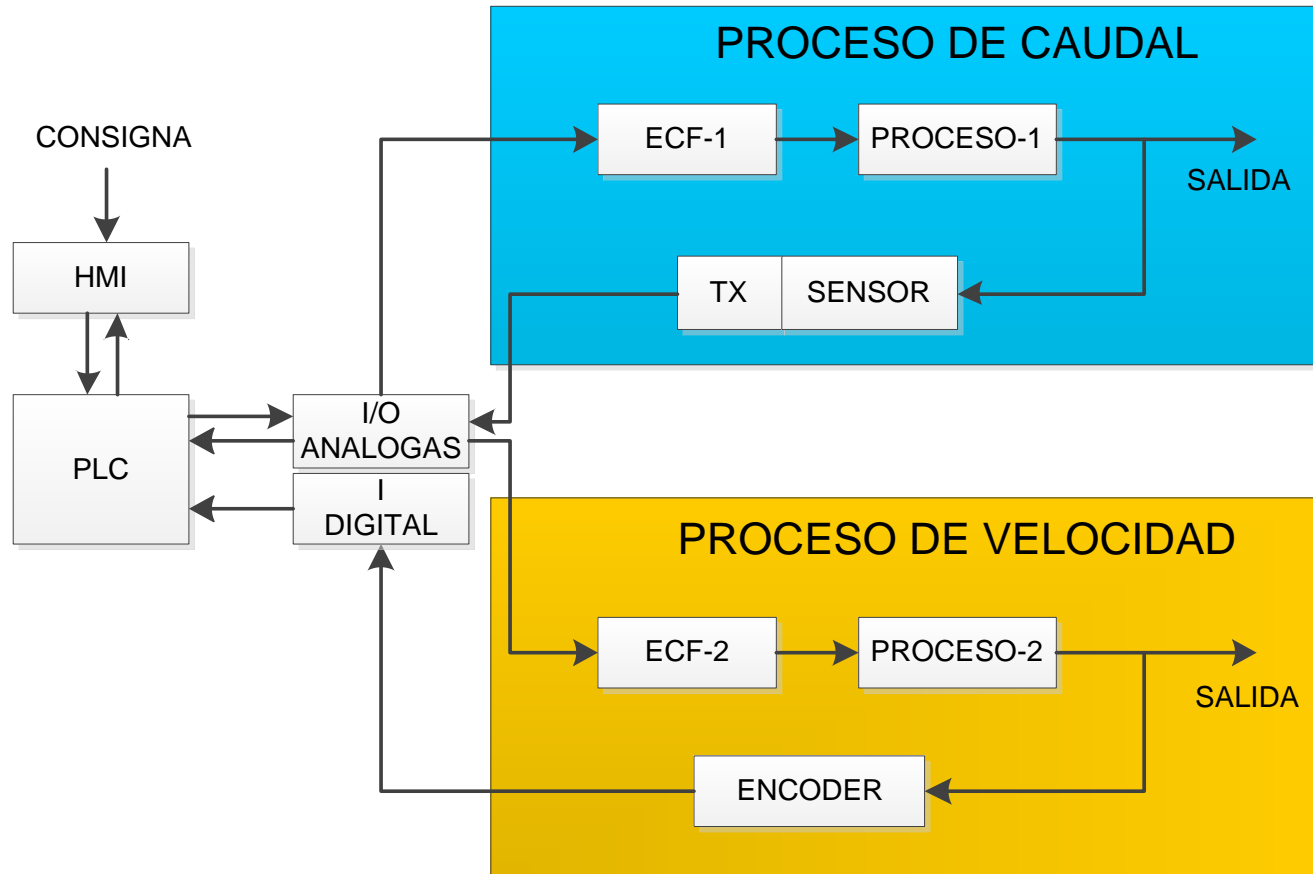 PROCESO DE CAUDAL
CONSIGNA
ECF-1
PROCESO-1
SALIDA
HMI
TX
SENSOR
PLC
I/O
ANALOGAS
I
DIGITAL
PROCESO DE VELOCIDAD
ECF-2
PROCESO-2
SALIDA
ENCODER